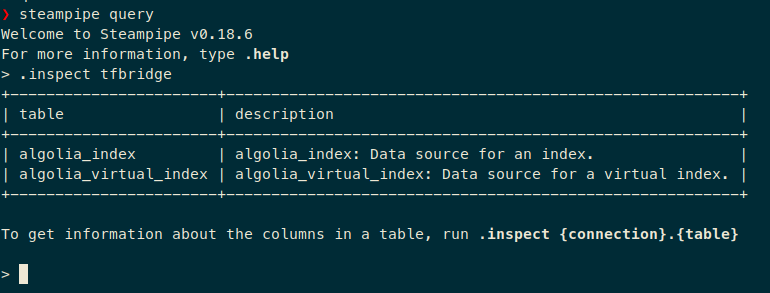 ❯ steampipe query
Welcome to Steampipe v0.18.6
For more information, type .help
> .inspect tfbridge
+-----------------------+---------------------------------------------------------+
| table                 | description                                             |
+-----------------------+---------------------------------------------------------+
| algolia_index         | algolia_index: Data source for an index.                |
| algolia_virtual_index | algolia_virtual_index: Data source for a virtual index. |
+-----------------------+---------------------------------------------------------+
To get information about the columns in a table, run .inspect {connection}.{table}
>